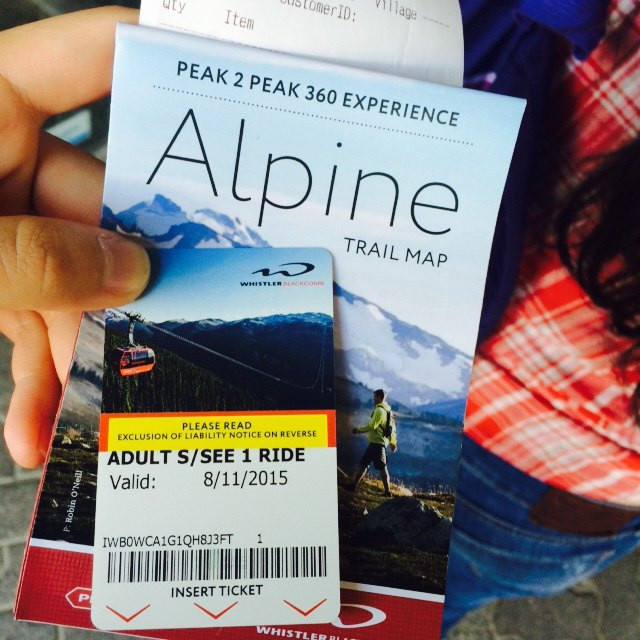 Village
CustomerID:
Qty Item
PEAK 2 PEAK 360 EXPERIENCE
Alpine
TRAIL MAP
WHISTLER BLACKCOMB
PLEASE READ
EXCLUSION OF LIABILITY NOTICE ON REVERSE
ADULT S/SEE 1 RIDE
Valid: 8/11/2015
IWB0WCA1G1QH8J3FT 1
INSERT TICKET
P: Robin O'Neill
WHISTLER BLACKCOMB